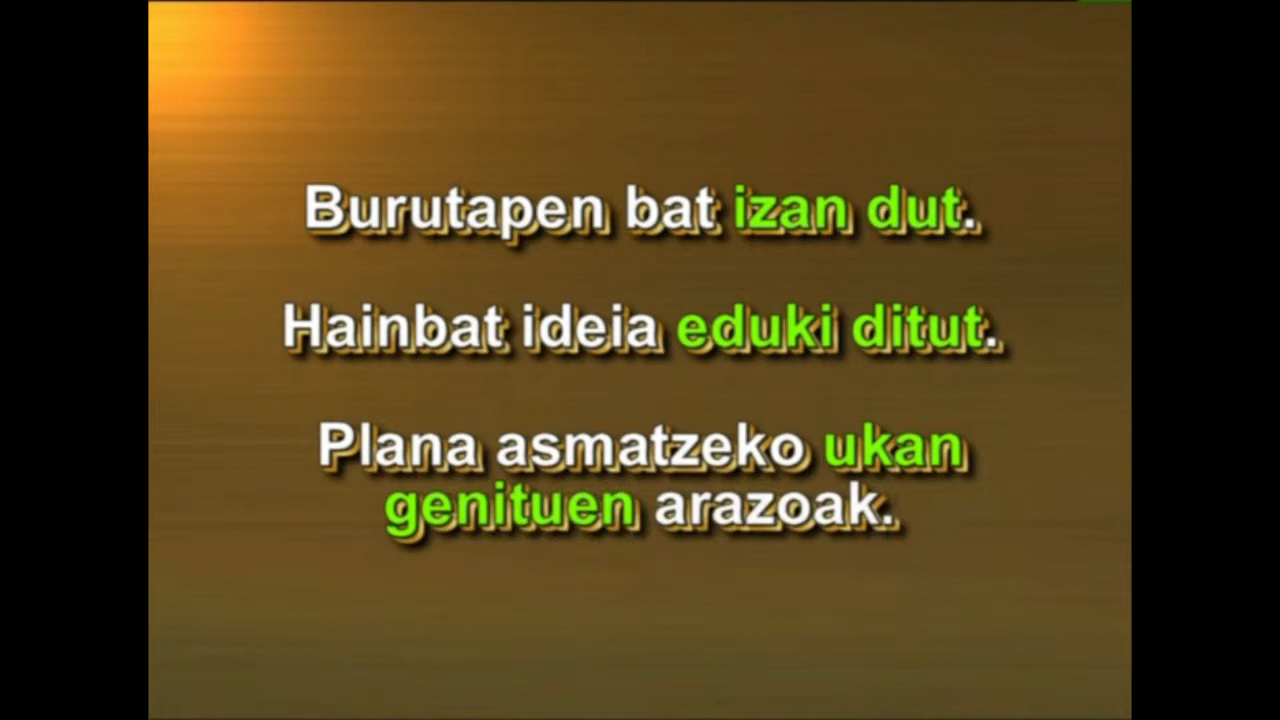 Burutapen bat izan dut.
Hainbat ideia eduki ditut.
Plana asmatzeko ukan
genituen arazoak.